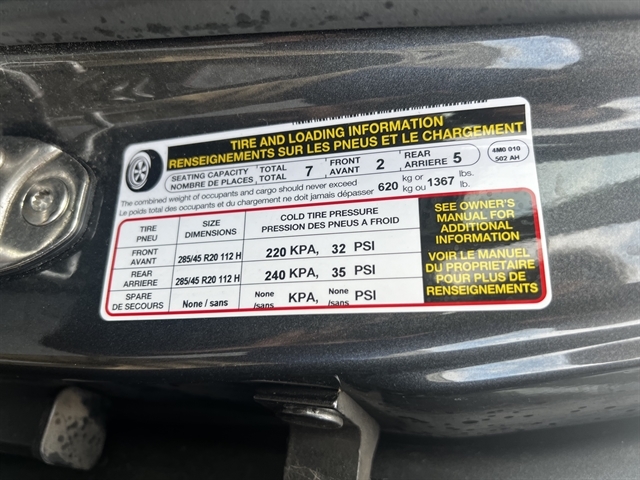 TIRE AND LOADING INFORMATION
RENSEIGNEMENTS SUR LES PNEUS ET LE CHARGEMENT
SEATING CAPACITY TOTAL 7 FRONT 2 REAR 5
NOMBRE DE PLACES TOTAL AVANT ARRIERE
4M0 010
502 AH
The combined weight of occupants and cargo should never exceed 620 kg or 1367 lbs.
Le poids total des occupants et du chargement ne doit jamais dépasser kg ou lb.
TIRE
PNEU
SIZE
DIMENSIONS
COLD TIRE PRESSURE
PRESSION DES PNEUS A FROID
FRONT
AVANT
285/45 R20 112 H
220 KPA, 32 PSI
REAR
ARRIERE
285/45 R20 112 H
240 KPA, 35 PSI
SPARE
DE SECOURS
None / sans
None /sans KPA, None /sans PSI
SEE OWNER'S
MANUAL FOR
ADDITIONAL
INFORMATION
VOIR LE MANUEL
DU PROPRIETAIRE
POUR PLUS DE
RENSEIGNEMENTS